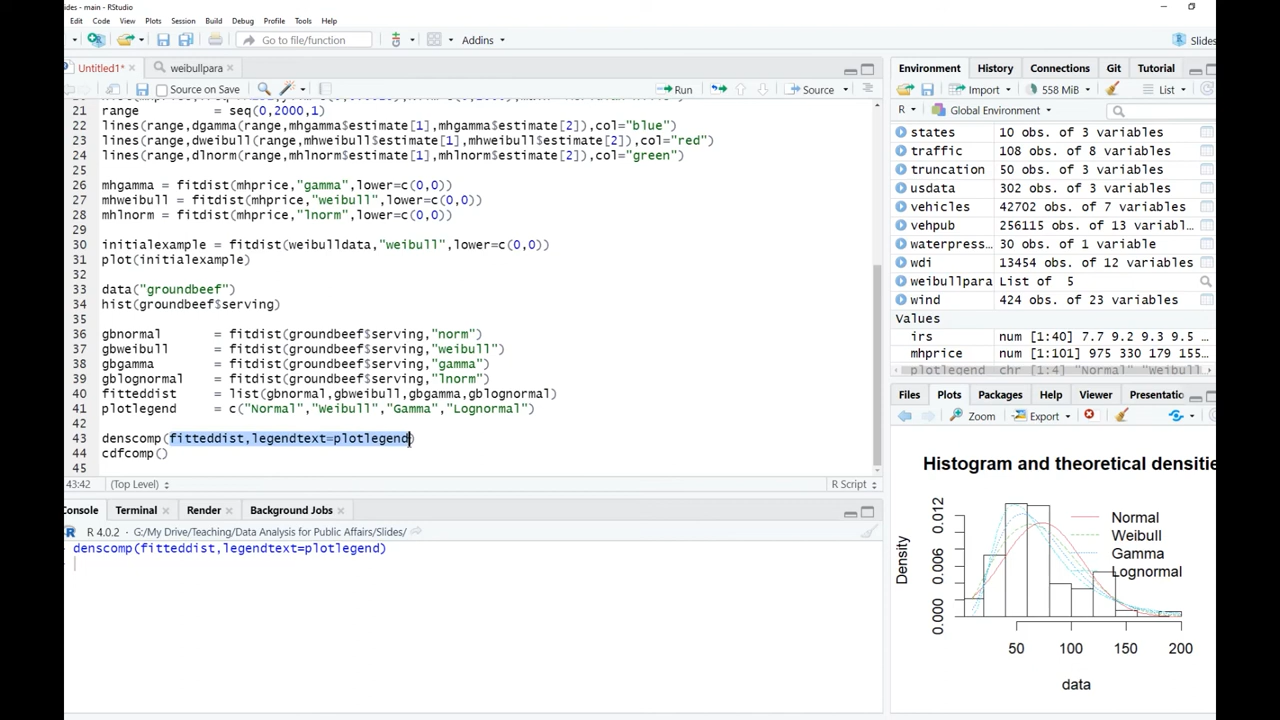 lides - main - RStudio
Edit Code View Plots Session Build Debug Profile Tools Help
Go to file/function Addins Slides
Untitled1* weibullpara
Source on Save Run Source
21 range = seq(0,2000,1)
22 lines(range,dgamma(range,mhgamma$estimate[1],mhgamma$estimate[2]),col="blue")
23 lines(range,dweibull(range,mhweibull$estimate[1],mhweibull$estimate[2]),col="red")
24 lines(range,dlnorm(range,mhlnorm$estimate[1],mhlnorm$estimate[2]),col="green")
25
26 mhgamma = fitdist(mhprice,"gamma",lower=c(0,0))
27 mhweibull = fitdist(mhprice,"weibull",lower=c(0,0))
28 mhlnorm = fitdist(mhprice,"lnorm",lower=c(0,0))
29
30 initialexample = fitdist(weibulldata,"weibull",lower=c(0,0))
31 plot(initialexample)
32
33 data("groundbeef")
34 hist(groundbeef$serving)
35
36 gbnormal = fitdist(groundbeef$serving,"norm")
37 gbweibull = fitdist(groundbeef$serving,"weibull")
38 gbgamma = fitdist(groundbeef$serving,"gamma")
39 gblognormal = fitdist(groundbeef$serving,"lnorm")
40 fitteddist = list(gbnormal,gbweibull,gbgamma,gblognormal)
41 plotlegend = c("Normal","Weibull","Gamma","Lognormal")
42
43 denscomp(fitteddist,legendtext=plotlegend)
44 cdfcomp()
45
43:42 (Top Level) R Script
Console Terminal Render Background Jobs
R 4.0.2 · G:/My Drive/Teaching/Data Analysis for Public Affairs/Slides/
denscomp(fitteddist,legendtext=plotlegend)
Environment History Connections Git Tutorial
Import 558 MiB List
R Global Environment
states 10 obs. of 3 variables
traffic 108 obs. of 8 variables
truncation 50 obs. of 3 variables
usdata 302 obs. of 3 variables
vehicles 42702 obs. of 7 variables
vehpub 256115 obs. of 13 variabl…
waterpress… 30 obs. of 1 variable
wdi 13454 obs. of 12 variables
weibullpara List of 5
wind 424 obs. of 23 variables
Values
irs num [1:40] 7.7 9.2 9.3 9.5 …
mhprice num [1:101] 975 330 179 155…
plotlegend chr [1:4] "Normal" "Weibull"
Files Plots Packages Help Viewer Presentatio
Zoom Export
Histogram and theoretical densitie
Density
0.000 0.006 0.012
Normal
Weibull
Gamma
Lognormal
50 100 150 200
data